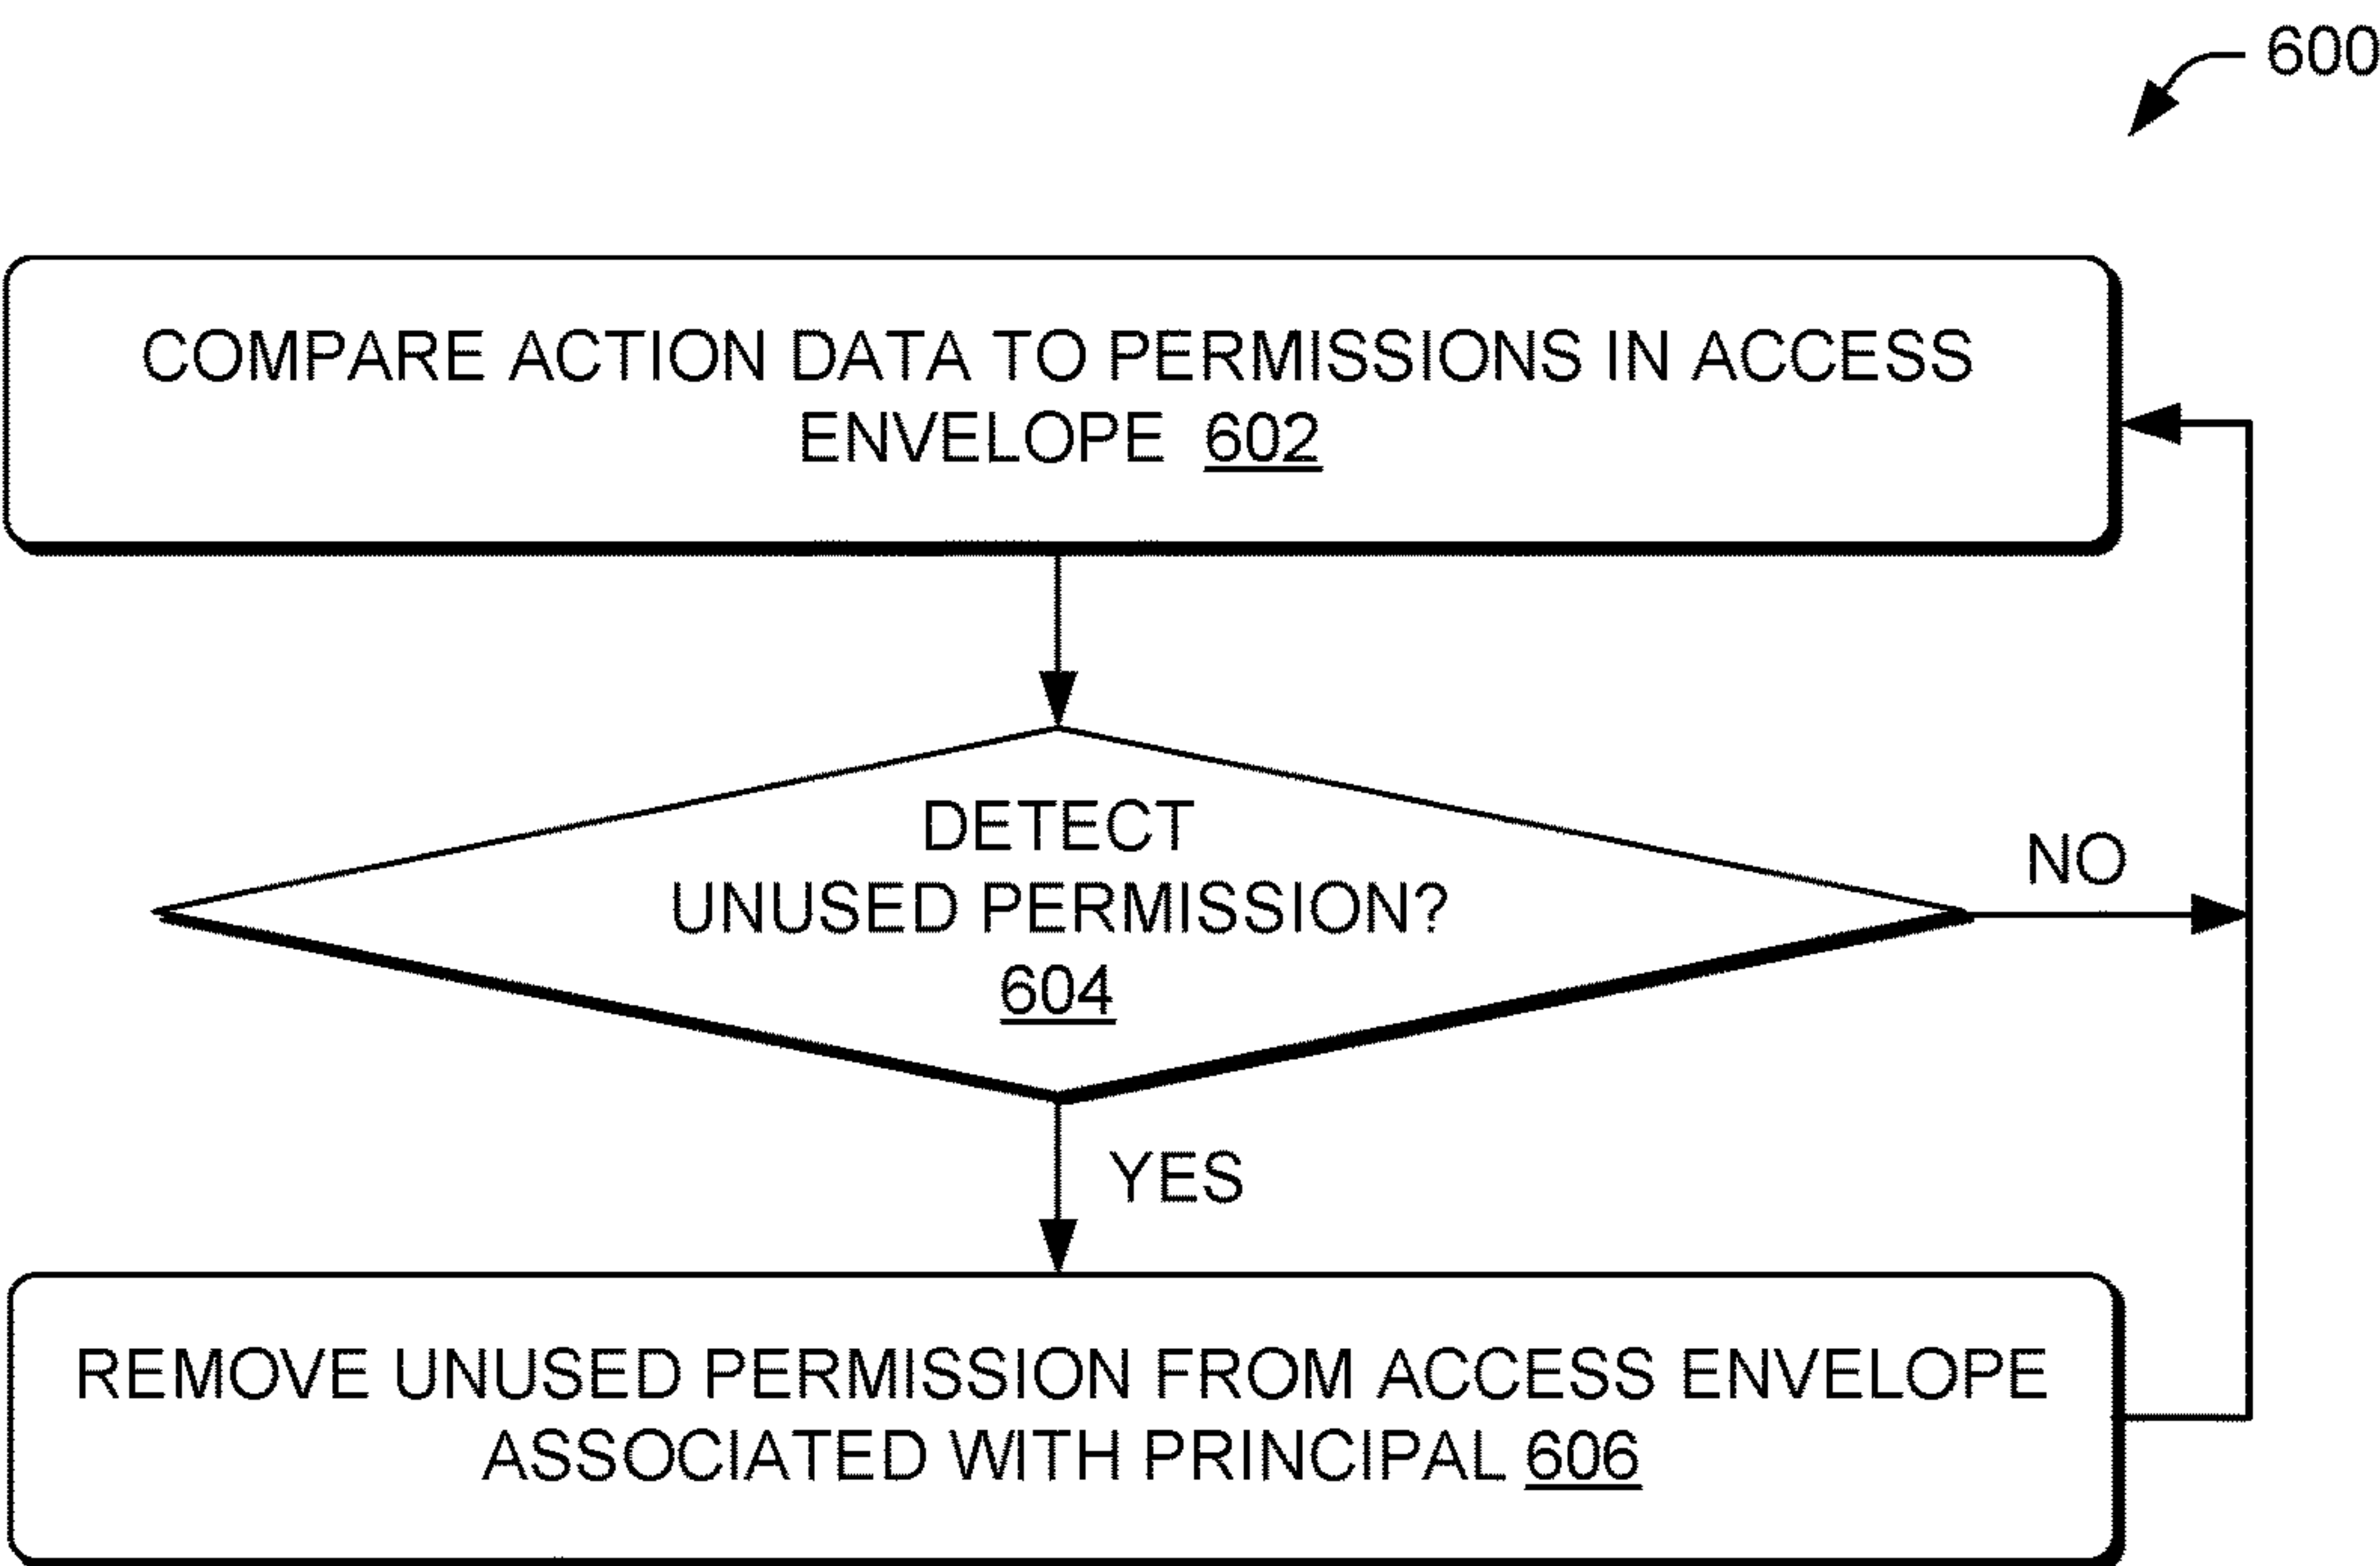 600
COMPARE ACTION DATA TO PERMISSIONS IN ACCESS
ENVELOPE 602
DETECT
UNUSED PERMISSION?
604
NO
YES
REMOVE UNUSED PERMISSION FROM ACCESS ENVELOPE
ASSOCIATED WITH PRINCIPAL 606